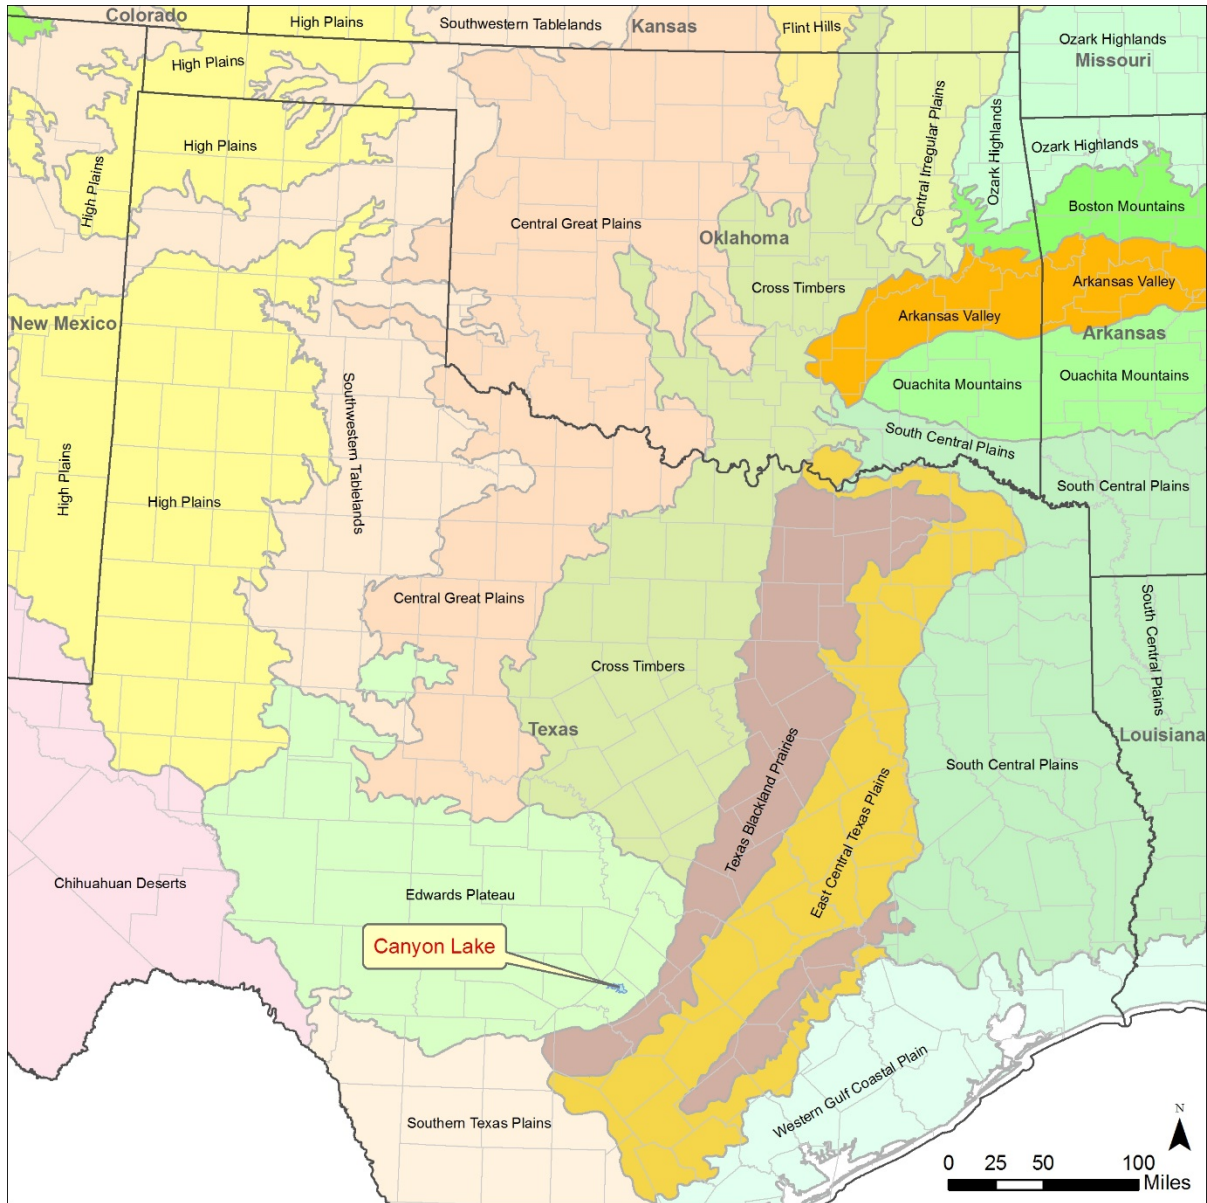 Colorado
High Plains
Southwestern Tablelands
Kansas
Flint Hills
Ozark Highlands
Missouri
High Plains
High Plains
High Plains
Central Irregular Plains
Ozark Highlands
Ozark Highlands
Boston Mountains
Central Great Plains
Oklahoma
Cross Timbers
Arkansas Valley
Arkansas Valley
New Mexico
Arkansas
Ouachita Mountains
Ouachita Mountains
Southwestern Tablelands
South Central Plains
South Central Plains
High Plains
High Plains
Central Great Plains
South Central Plains
Cross Timbers
Texas
Louisiana
Texas Blackland Prairies
South Central Plains
East Central Texas Plains
Chihuahuan Deserts
Edwards Plateau
Canyon Lake
Western Gulf Coastal Plain
Southern Texas Plains
N
0 25 50 100
Miles